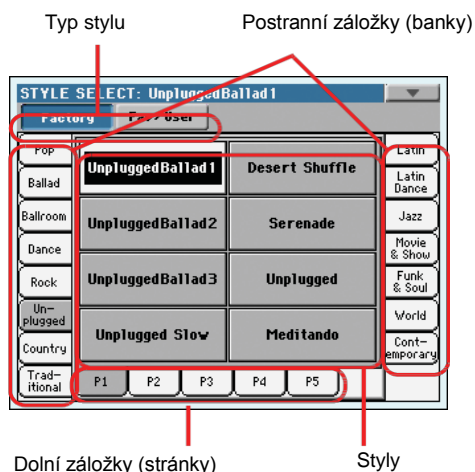 Typ stylu
Postranní záložky (banky)
STYLE SELECT: UnpluggedBallad1
Factory
Fav/User
Pop
UnpluggedBallad1
Desert Shuffle
Latin
Ballad
Latin
Dance
Ballroom
UnpluggedBallad2
Serenade
Jazz
Dance
Movie
& Show
Rock
UnpluggedBallad3
Unplugged
Funk
& Soul
Un-
plugged
World
Country
Unplugged Slow
Meditando
Cont-
emporary
Trad-
itional
P1
P2
P3
P4
P5
Dolní záložky (stránky)
Styly